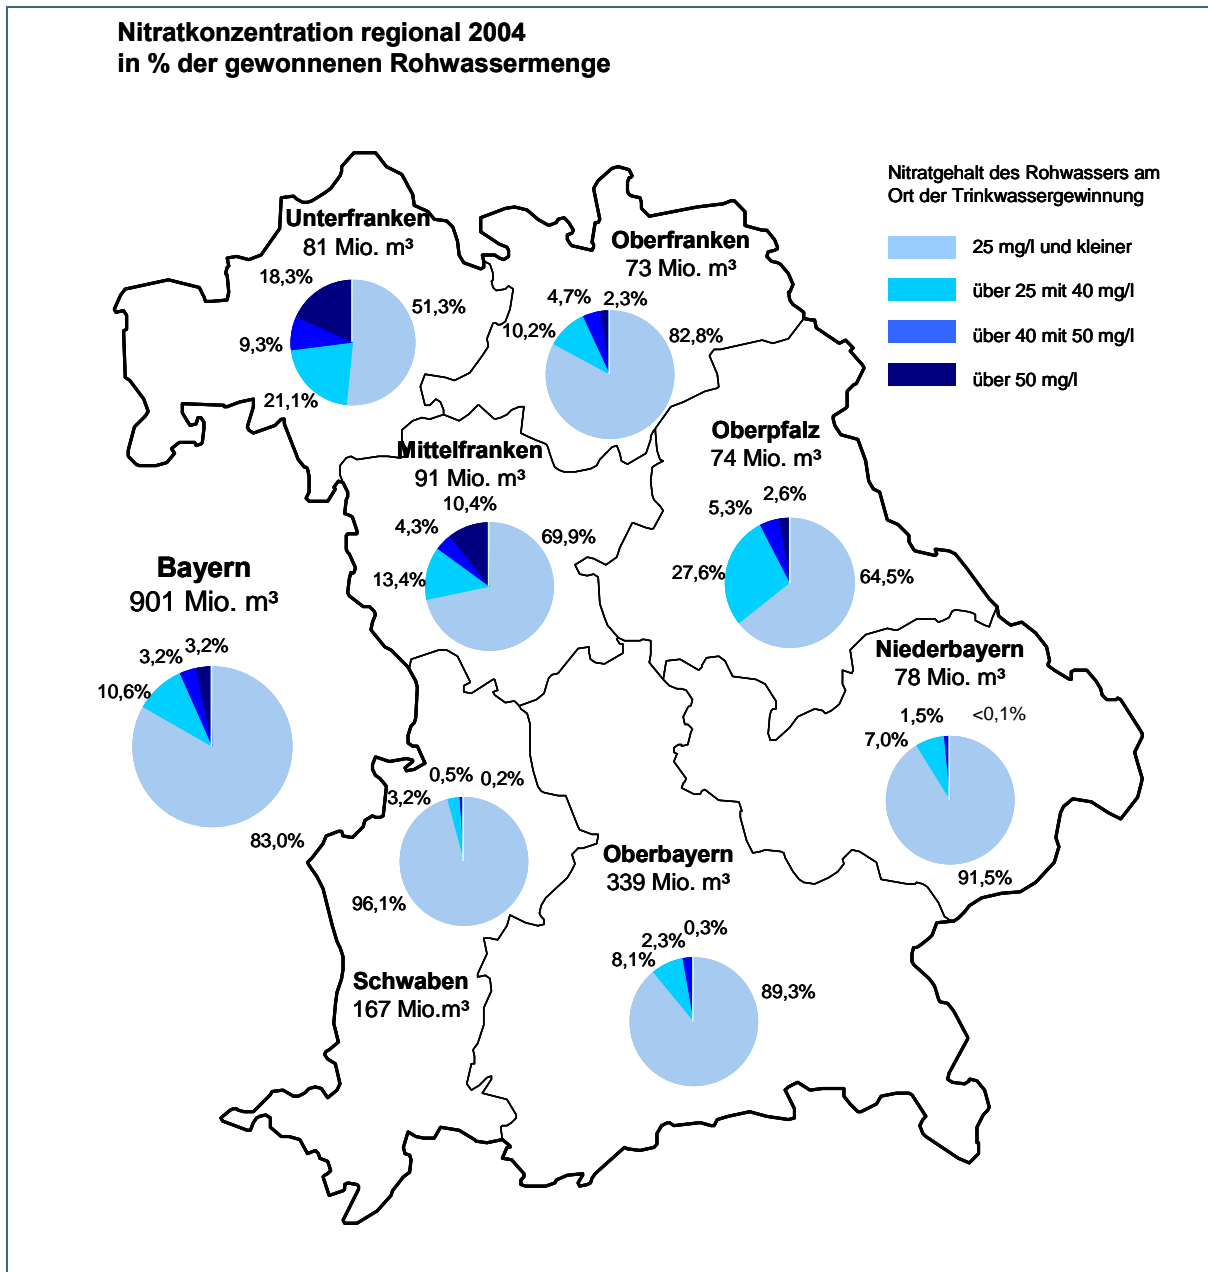 Nitratkonzentration regional 2004
in % der gewonnenen Rohwassermenge
Nitratgehalt des Rohwassers am
Ort der Trinkwassergewinnung
25 mg/l und kleiner
über 25 mit 40 mg/l
über 40 mit 50 mg/l
über 50 mg/l
Unterfranken
81 Mio. m³
18,3%
51,3%
9,3%
21,1%
Oberfranken
73 Mio. m³
4,7%
2,3%
10,2%
82,8%
Mittelfranken
91 Mio. m³
10,4%
4,3%
69,9%
13,4%
Oberpfalz
74 Mio. m³
2,6%
5,3%
27,6%
64,5%
Bayern
901 Mio. m³
3,2%
3,2%
10,6%
83,0%
Niederbayern
78 Mio. m³
1,5%
<0,1%
7,0%
91,5%
0,5%
0,2%
3,2%
96,1%
Schwaben
167 Mio.m³
Oberbayern
339 Mio. m³
0,3%
2,3%
8,1%
89,3%